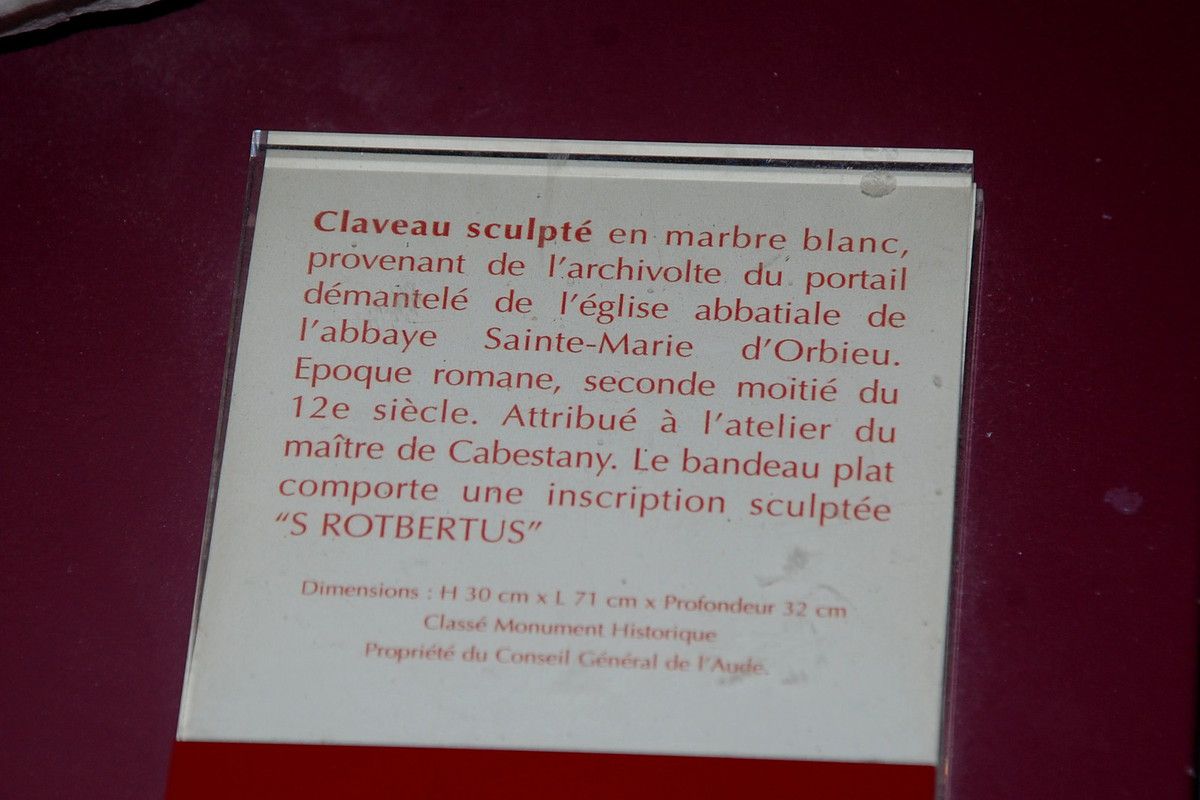 Claveau sculpté en marbre blanc,
provenant de l'archivolte du portail
démantelé de l'église abbatiale de
l'abbaye Sainte-Marie d'Orbieu.
Epoque romane, seconde moitié du
12e siècle. Attribué à l'atelier du
maître de Cabestany. Le bandeau plat
comporte une inscription sculptée
“S ROTBERTUS”
Dimensions : H 30 cm x L 71 cm x Profondeur 32 cm
Classé Monument Historique
Propriété du Conseil Général de l'Aude.